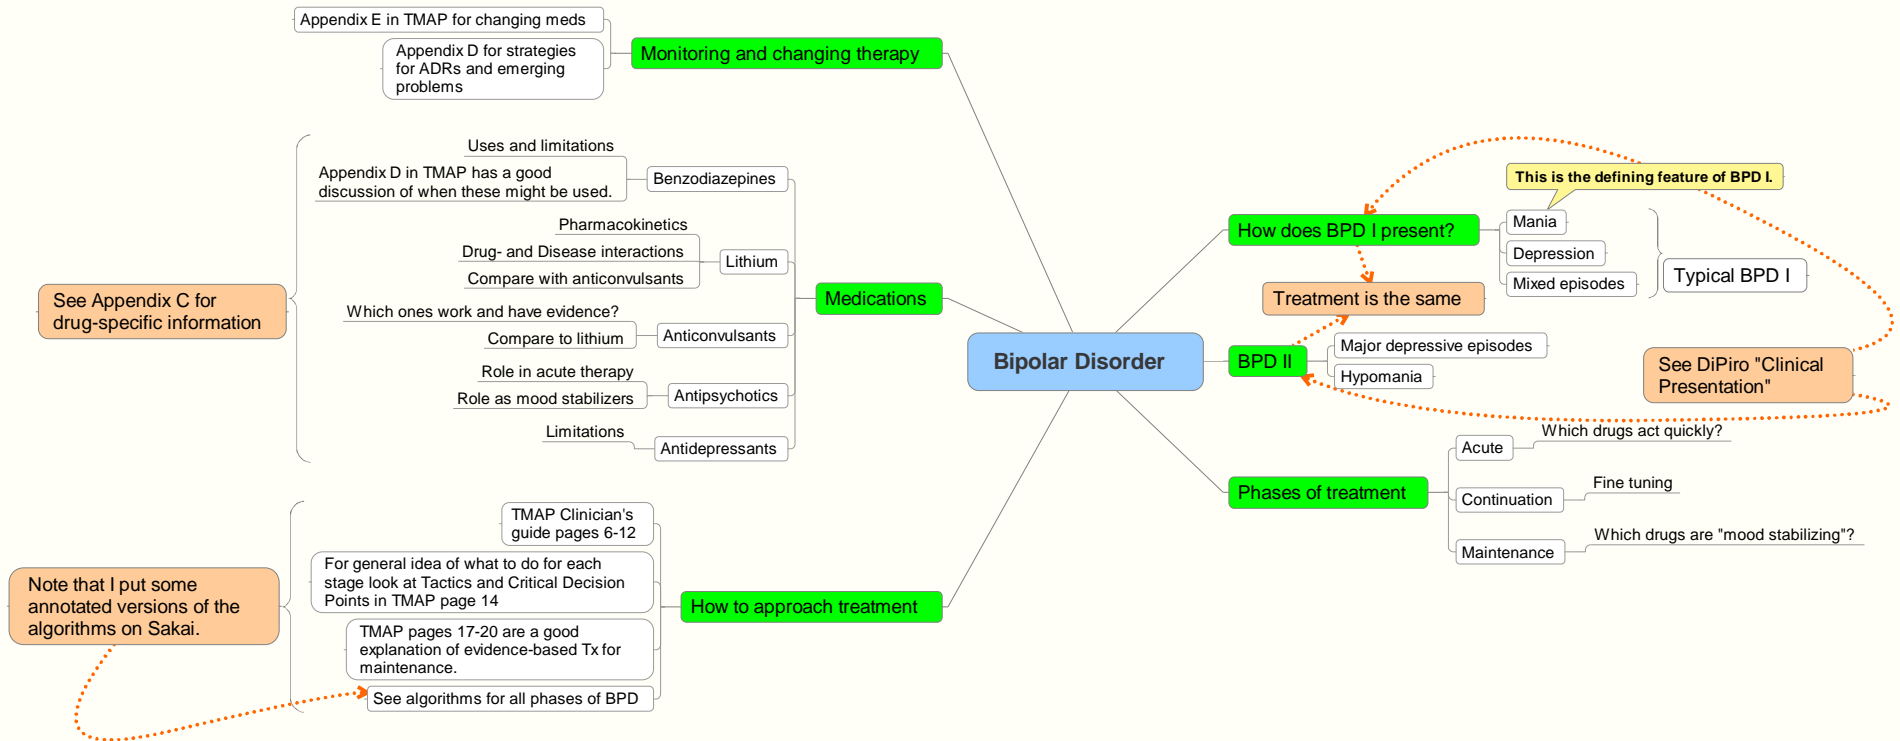 Appendix E in TMAP for changing meds
Appendix D for strategies
for ADRs and emerging
problems
Monitoring and changing therapy
Uses and limitations
Appendix D in TMAP has a good
discussion of when these might be used.
Benzodiazepines
Pharmacokinetics
Drug- and Disease interactions
Compare with anticonvulsants
Lithium
See Appendix C for
drug-specific information
Medications
Which ones work and have evidence?
Compare to lithium
Anticonvulsants
Role in acute therapy
Role as mood stabilizers
Antipsychotics
Limitations
Antidepressants
TMAP Clinician's
guide pages 6-12
For general idea of what to do for each
stage look at Tactics and Critical Decision
Points in TMAP page 14
Note that I put some
annotated versions of the
algorithms on Sakai.
How to approach treatment
TMAP pages 17-20 are a good
explanation of evidence-based Tx for
maintenance.
See algorithms for all phases of BPD
Bipolar Disorder
This is the defining feature of BPD I.
How does BPD I present?
Mania
Depression
Mixed episodes
Typical BPD I
Treatment is the same
BPD II
Major depressive episodes
Hypomania
See DiPiro "Clinical
Presentation"
Phases of treatment
Acute
Which drugs act quickly?
Continuation
Fine tuning
Maintenance
Which drugs are "mood stabilizing"?